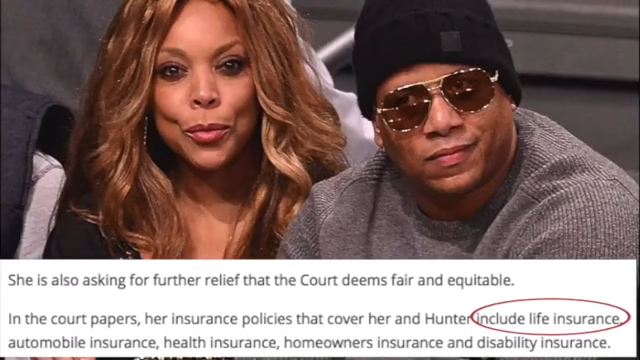 She is also asking for further relief that the Court deems fair and equitable.
In the court papers, her insurance policies that cover her and Hunter include life insurance,
automobile insurance, health insurance, homeowners insurance and disability insurance.